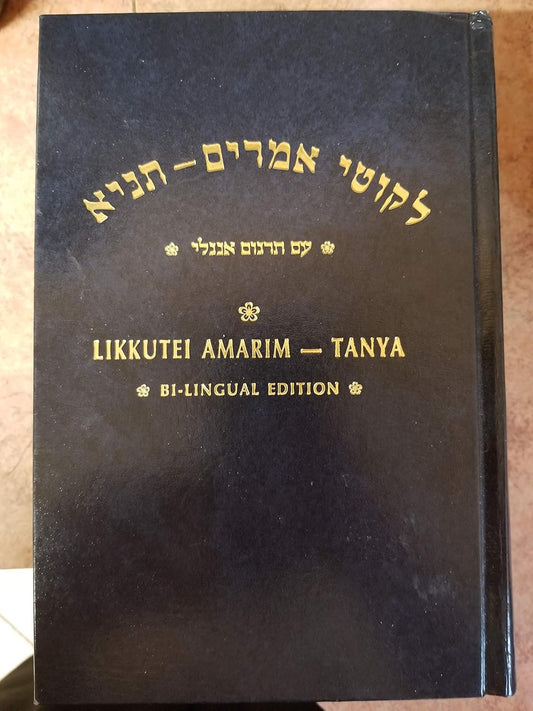 לקוטי אמרים – תניא
עם תרגום אנגלי
LIKKUTEI AMARIM — TANYA
BI-LINGUAL EDITION